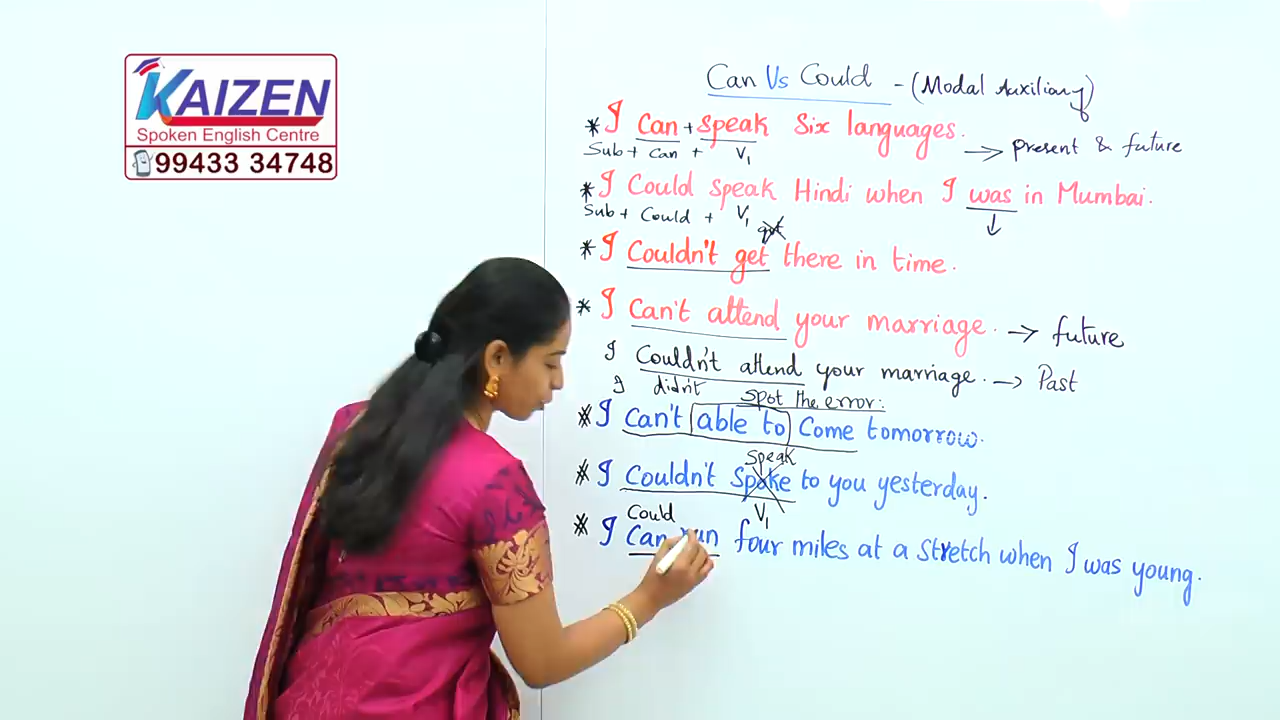 KAIZEN
Spoken English Centre
99433 34748
Can Vs Could - (Modal Auxiliary)
* I Can + speak Six languages. → present & future
Sub + can + V1
* I Could speak Hindi when I was in Mumbai.
Sub + Could + V1
got
* I Couldn't get there in time.
* I Can't attend your marriage. → future
I Couldn't attend your marriage. → Past
I didn't
Spot the error:
* I Can't able to Come tomorrow.
Speak
* I Couldn't Spoke to you yesterday.
V1
Could
* I Can run four miles at a Stretch when I was young.